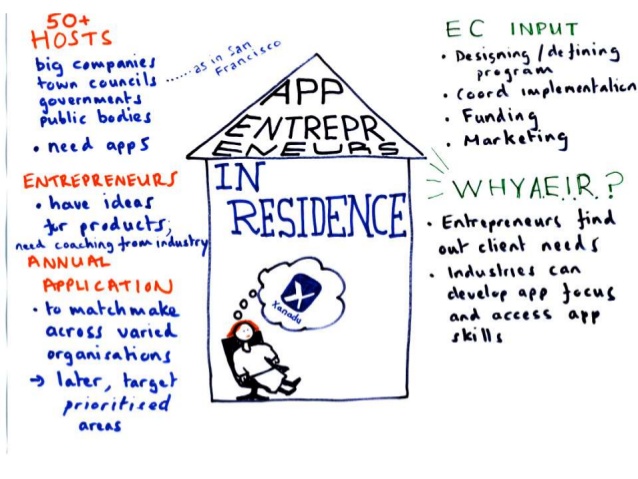 50+
HOSTS
big companies
town councils
governments
public bodies
......as in San
Francisco
• need apps
ENTREPRENEURS
• have ideas
for products;
need coaching from industry
ANNUAL
APPLICATION
• to matchmake
across varied
organisations
→ later, target
prioritised
areas
APP
ENTREPR
ENEURS
IN
RESIDENCE
X
Xanadu
EC INPUT
• Designing / defining
program
• Coord implementation
• Funding
• Marketing
WHY A.E.I.R.?
• Entrepreneurs find
out client needs
• Industries can
develop app focus
and access app
skills